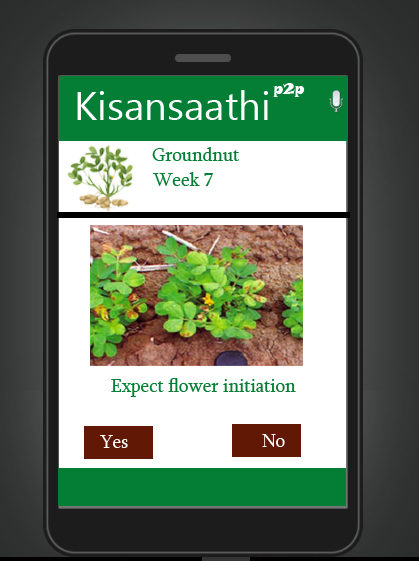 Kisansaathi p2p
Groundnut
Week 7
Expect flower initiation
Yes No